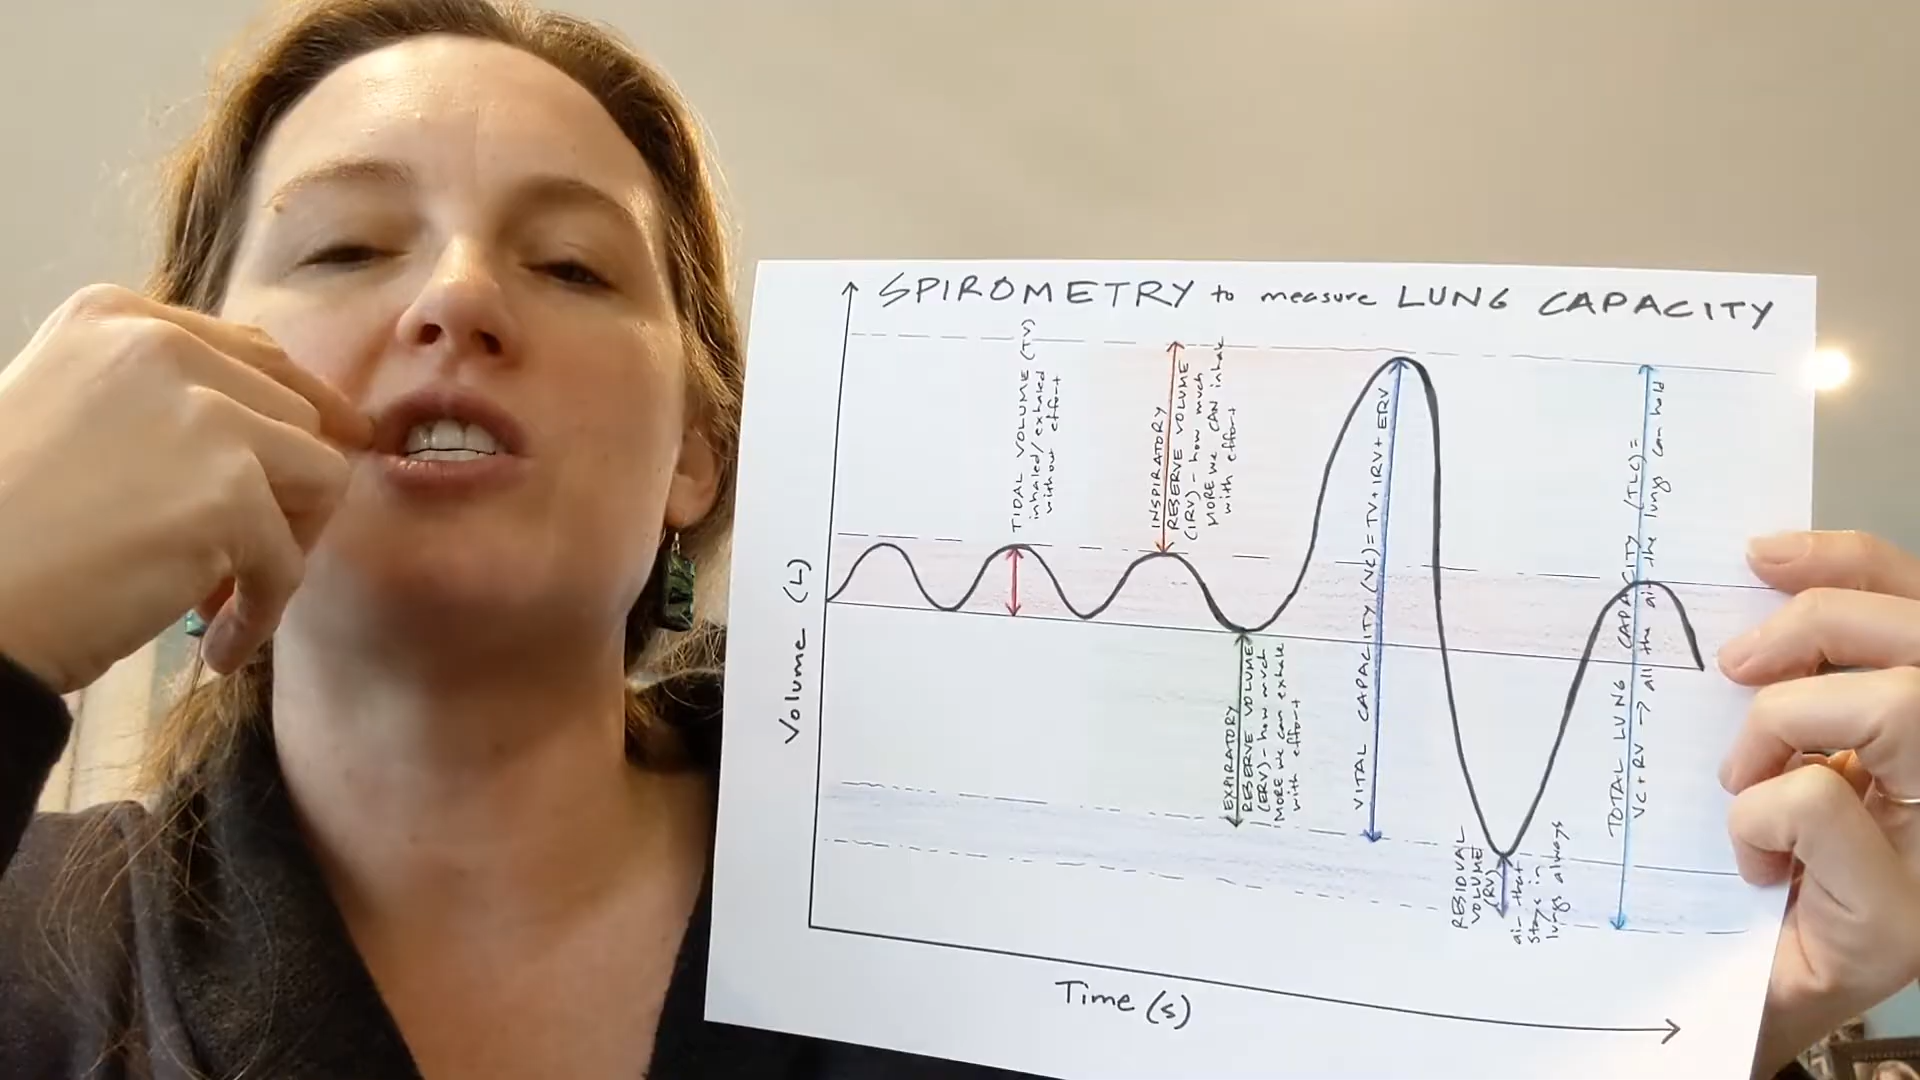 SPIROMETRY to measure LUNG CAPACITY
Volume (L)
TIDAL VOLUME (TV)
inhaled/exhaled
without effort
INSPIRATORY
RESERVE VOLUME
(IRV) - how much
MORE we CAN inhale
with effort
EXPIRATORY
RESERVE VOLUME
(ERV) - how much
MORE we can exhale
with effort
VITAL CAPACITY (VC) = TV + IRV + ERV
RESIDUAL
VOLUME
(RV)
air that
stays in
lungs always
TOTAL LUNG CAPACITY (TLC) =
VC + RV → all the air the lungs can hold
Time (s)